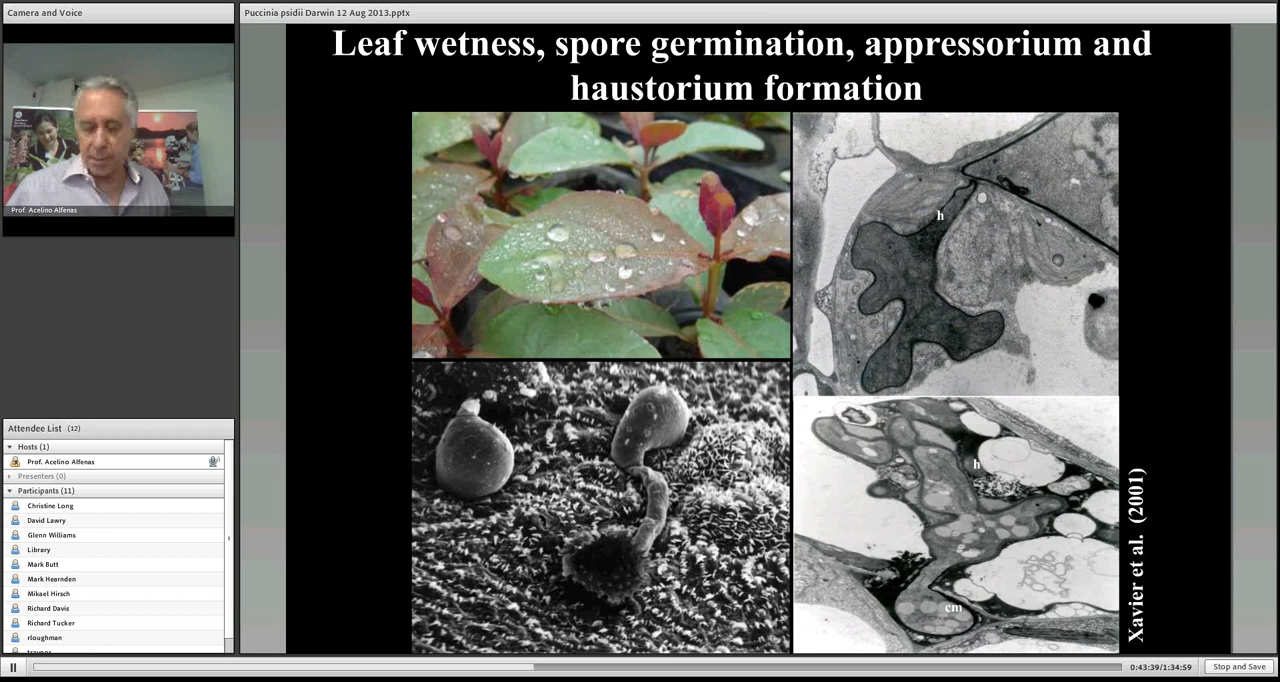 Camera and Voice
Puccinia psidii Darwin 12 Aug 2013.pptx
Prof. Acelino Alfenas
Leaf wetness, spore germination, appressorium and
haustorium formation
h
h
cm
Xavier et al. (2001)
Attendee List (12)
Hosts (1)
Prof. Acelino Alfenas
Presenters (0)
Participants (11)
Christine Long
David Lawry
Glenn Williams
Library
Mark Butt
Mark Hearnden
Mikael Hirsch
Richard Davis
Richard Tucker
rloughman
0:43:39/1:34:59
Stop and Save